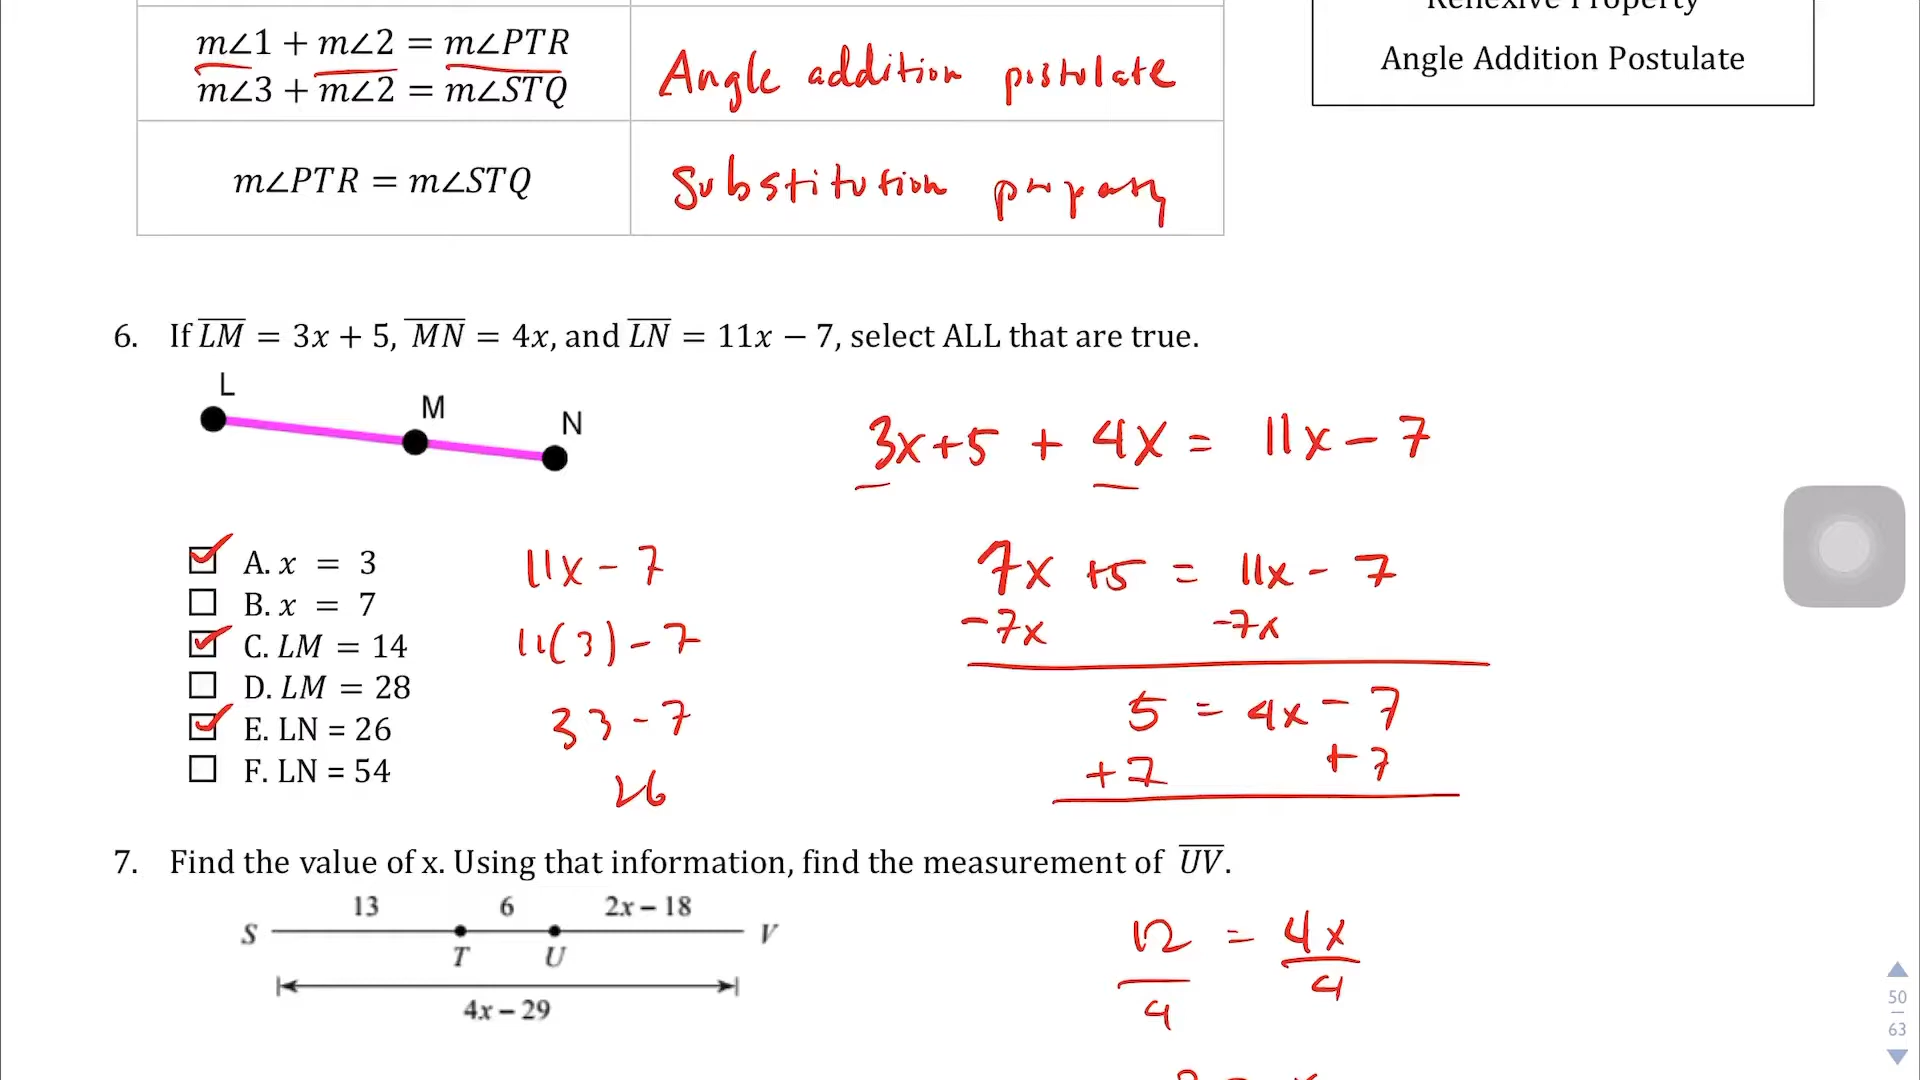 Reflexive Property
m∠1 + m∠2 = m∠PTR
Angle Addition Postulate
m∠3 + m∠2 = m∠STQ
Angle addition postulate
m∠PTR = m∠STQ
Substitution
6. If LM = 3x + 5, MN = 4x, and LN = 11x − 7, select ALL that are true.
L
M
N
3x+5 + 4x = 11x − 7
A. x = 3
B. x = 7
C. LM = 14
D. LM = 28
E. LN = 26
F. LN = 54
11x − 7
11(3) − 7
33 − 7
26
7x +5 = 11x − 7
−7x −7x
5 = 4x − 7
+7 +7
12 = 4x
4 4
7. Find the value of x. Using that information, find the measurement of UV.
13 6 2x − 18
S T U V
4x − 29
50
63